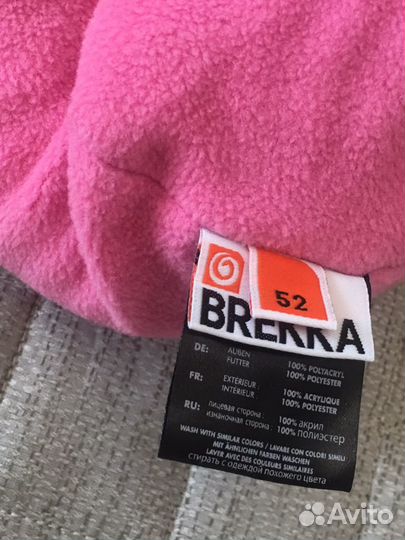 52
BREKKA
DE: AUßEN 100% POLYACRYL
FUTTER 100% POLYESTER
FR: EXTÉRIEUR : 100% ACRYLIQUE
INTÉRIEUR : 100% POLYESTER
RU: лицевая сторона : 100% акрил
изнаночная сторона : 100% полиэстер
WASH WITH SIMILAR COLORS / LAVARE CON COLORI SIMILI
MIT ÄHNLICHEN FARBEN WASCHEN
LAVER AVEC DES COULEURS SIMILAIRES
стирать с одеждой похожего цвета
Avito